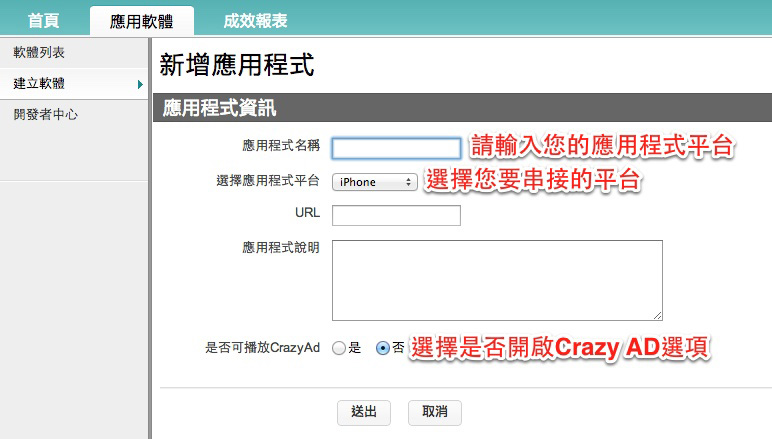 首頁 應用軟體 成效報表
軟體列表
建立軟體
開發者中心
新增應用程式
應用程式資訊
應用程式名稱 請輸入您的應用程式平台
選擇應用程式平台 iPhone 選擇您要串接的平台
URL
應用程式說明
是否可播放CrazyAd 是 否 選擇是否開啟Crazy AD選項
送出 取消